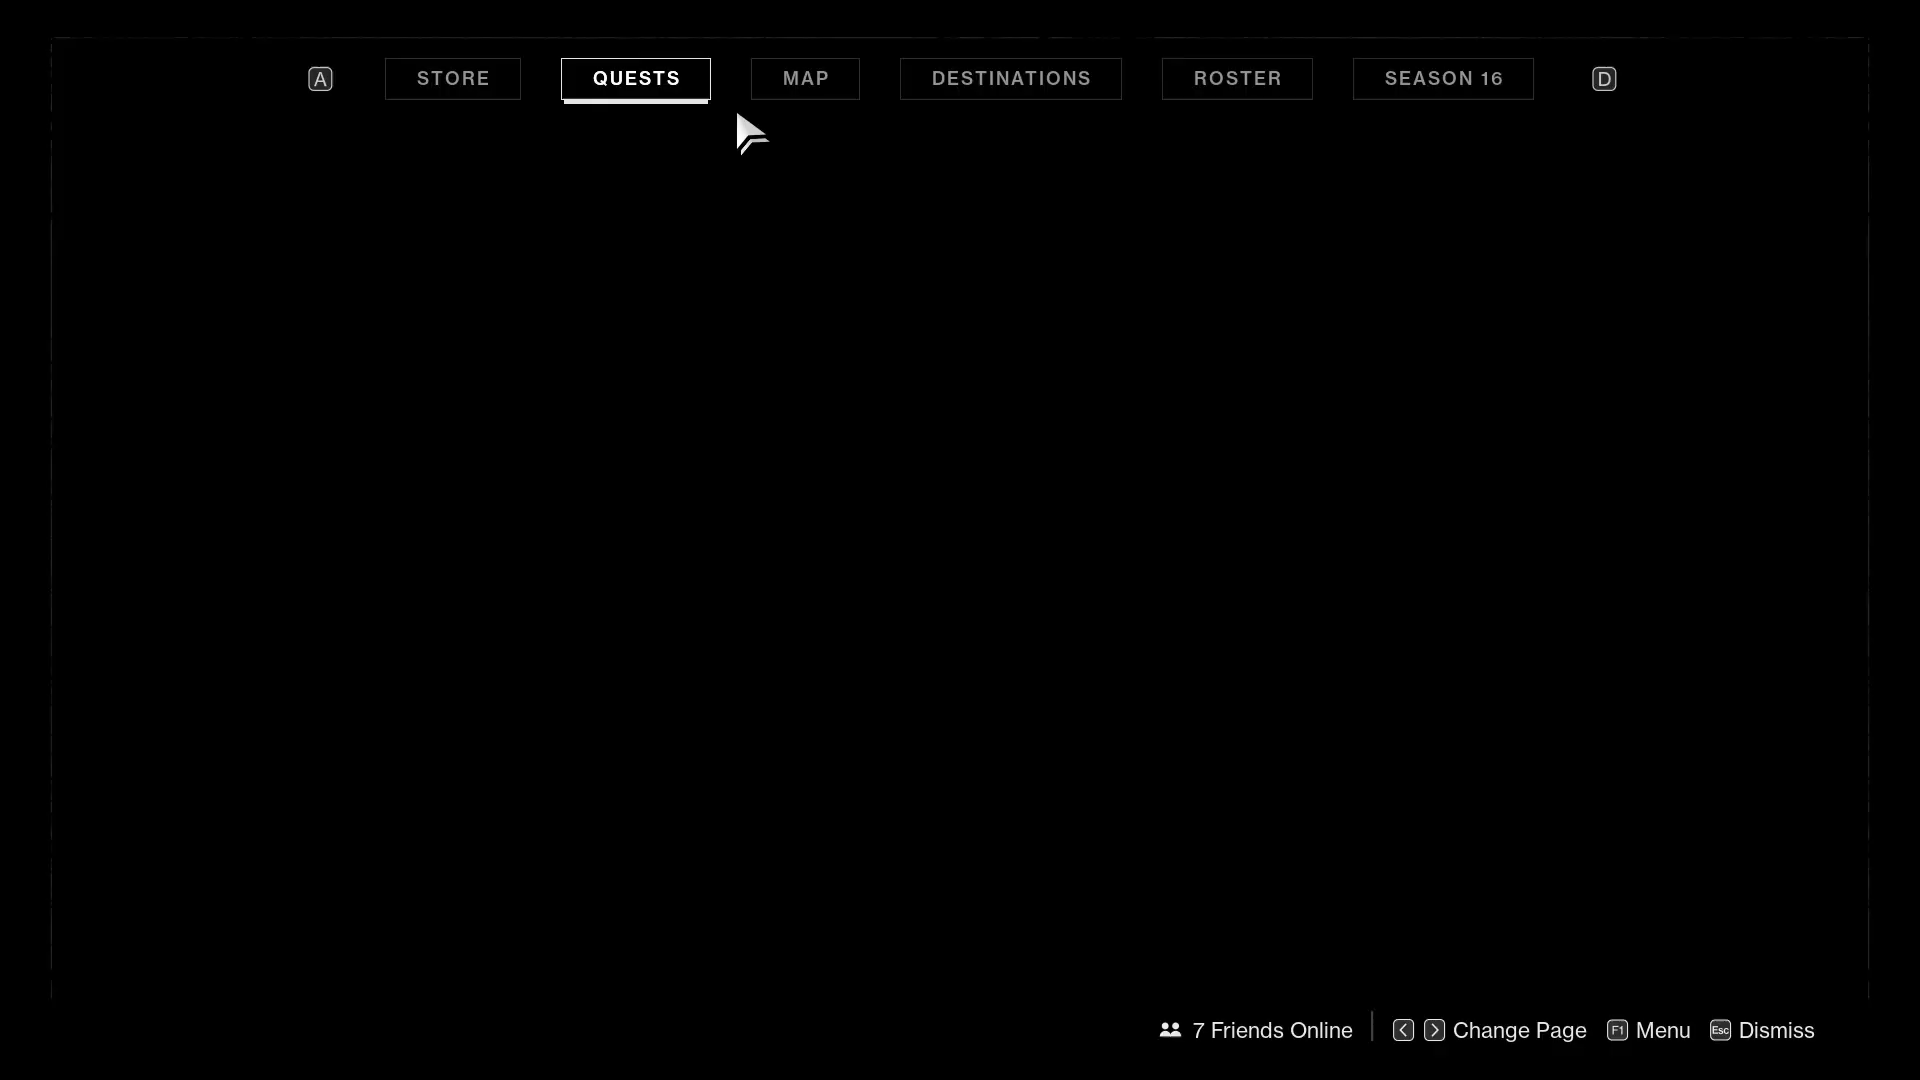 A STORE QUESTS MAP DESTINATIONS ROSTER SEASON 16 D
7 Friends Online < > Change Page F1 Menu Esc Dismiss